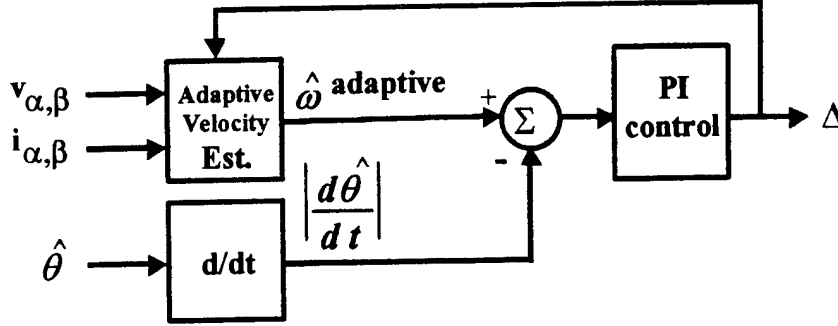 v α,β
i α,β
Adaptive
Velocity
Est.
ω̂ adaptive
+
Σ
-
PI
control
Δ
|dθ̂/dt|
θ̂
d/dt